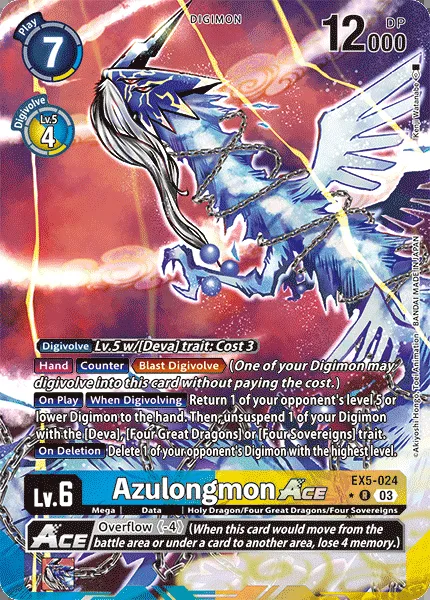 DIGIMON
Play
7
DP
12000
Digivolve
Lv.5
4
Digivolve Lv.5 w/[Deva] trait: Cost 3
Hand Counter Blast Digivolve (One of your Digimon may
digivolve into this card without paying the cost.)
On Play When Digivolving Return 1 of your opponent's level 5 or
lower Digimon to the hand. Then, unsuspend 1 of your Digimon
with the [Deva], [Four Great Dragons] or [Four Sovereigns] trait.
On Deletion Delete 1 of your opponent's Digimon with the highest level.
Lv.6
Azulongmon ACE
EX5-024
R 03
Mega Data Holy Dragon/Four Great Dragons/Four Sovereigns
ACE Overflow ⟨-4⟩ (When this card would move from the
battle area or under a card to another area, lose 4 memory.)
Kenji Watanabe
©Akiyoshi Hongo, Toei Animation BANDAI MADE IN JAPAN